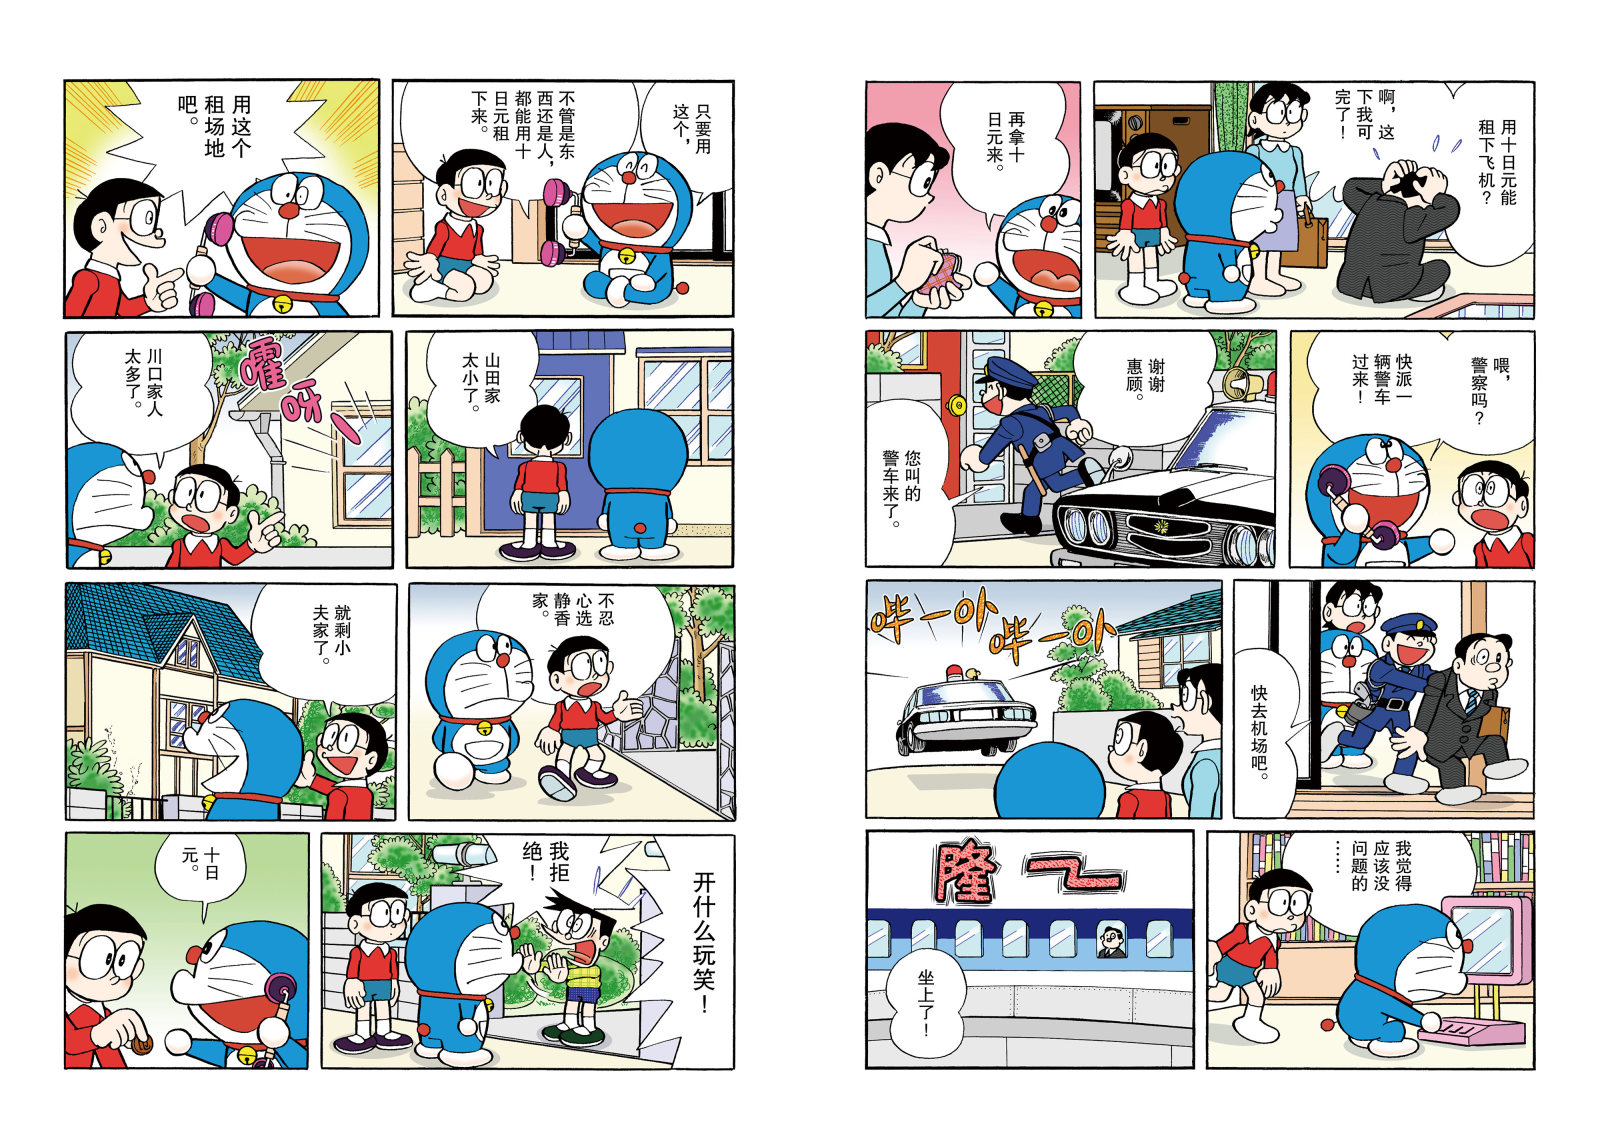 用十日元能
租下飞机？
啊，这
下我可
完了！
再拿十
日元来。
喂，
警察吗？
快派一
辆警车
过来！
谢谢
惠顾。
您叫的
警车来了。
快去机场吧。
哔一卟
哔一卟
我觉得
应该没
问题的
……
隆
坐上了！
只要用
这个，
不管是东
西还是人，
都能用十
日元租
下来。
用这个
租场地
吧。
山田家
太小了。
嚯呀
川口家人
太多了。
不忍
心选
静香
家。
就剩小
夫家了。
开什么玩笑！
我拒
绝！
十日
元。